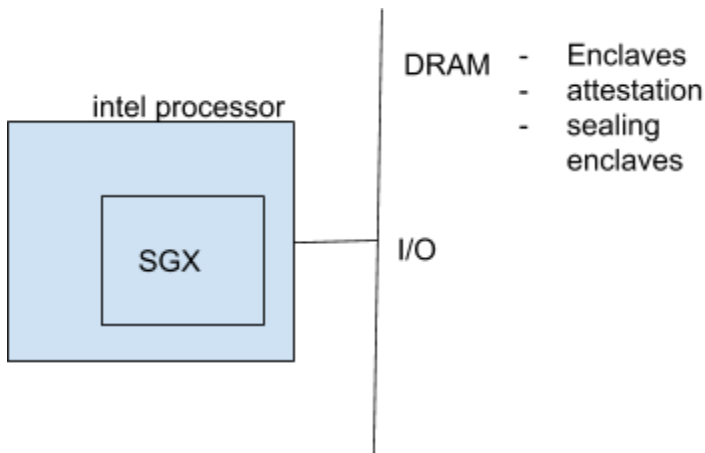 intel processor
SGX
DRAM
- Enclaves
- attestation
- sealing
enclaves
I/O